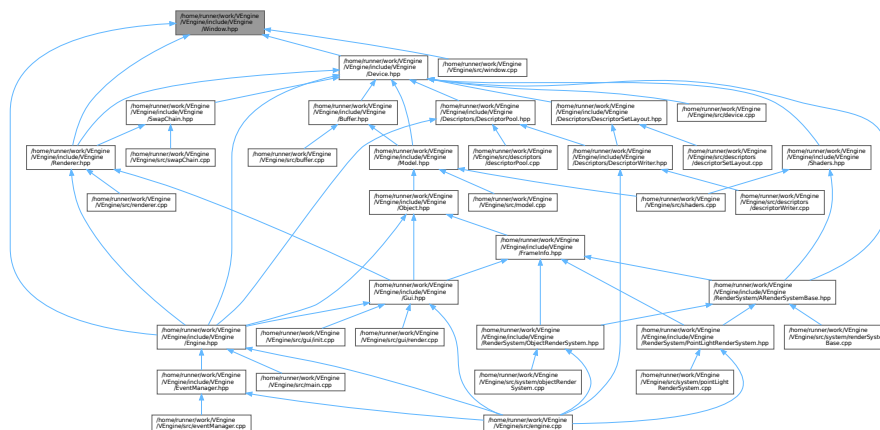 /home/runner/work/VEngine
/VEngine/include/VEngine
/Window.hpp
/home/runner/work/VEngine
/VEngine/include/VEngine
/Device.hpp
/home/runner/work/VEngine
/VEngine/src/window.cpp
/home/runner/work/VEngine
/VEngine/include/VEngine
/SwapChain.hpp
/home/runner/work/VEngine
/VEngine/include/VEngine
/Buffer.hpp
/home/runner/work/VEngine
/VEngine/include/VEngine
/Descriptors/DescriptorPool.hpp
/home/runner/work/VEngine
/VEngine/include/VEngine
/Descriptors/DescriptorSetLayout.hpp
/home/runner/work/VEngine
/VEngine/src/device.cpp
/home/runner/work/VEngine
/VEngine/include/VEngine
/Renderer.hpp
/home/runner/work/VEngine
/VEngine/src/swapChain.cpp
/home/runner/work/VEngine
/VEngine/src/buffer.cpp
/home/runner/work/VEngine
/VEngine/include/VEngine
/Model.hpp
/home/runner/work/VEngine
/VEngine/src/descriptors
/descriptorPool.cpp
/home/runner/work/VEngine
/VEngine/include/VEngine
/Descriptors/DescriptorWriter.hpp
/home/runner/work/VEngine
/VEngine/src/descriptors
/descriptorSetLayout.cpp
/home/runner/work/VEngine
/VEngine/include/VEngine
/Shaders.hpp
/home/runner/work/VEngine
/VEngine/src/renderer.cpp
/home/runner/work/VEngine
/VEngine/include/VEngine
/Object.hpp
/home/runner/work/VEngine
/VEngine/src/model.cpp
/home/runner/work/VEngine
/VEngine/src/shaders.cpp
/home/runner/work/VEngine
/VEngine/src/descriptors
/descriptorWriter.cpp
/home/runner/work/VEngine
/VEngine/include/VEngine
/FrameInfo.hpp
/home/runner/work/VEngine
/VEngine/include/VEngine
/Gui.hpp
/home/runner/work/VEngine
/VEngine/include/VEngine
/RenderSystem/ARenderSystemBase.hpp
/home/runner/work/VEngine
/VEngine/include/VEngine
/Engine.hpp
/home/runner/work/VEngine
/VEngine/src/gui/init.cpp
/home/runner/work/VEngine
/VEngine/src/gui/render.cpp
/home/runner/work/VEngine
/VEngine/include/VEngine
/RenderSystem/ObjectRenderSystem.hpp
/home/runner/work/VEngine
/VEngine/include/VEngine
/RenderSystem/PointLightRenderSystem.hpp
/home/runner/work/VEngine
/VEngine/src/system/renderSyste
Base.cpp
/home/runner/work/VEngine
/VEngine/include/VEngine
/EventManager.hpp
/home/runner/work/VEngine
/VEngine/src/main.cpp
/home/runner/work/VEngine
/VEngine/src/system/objectRender
System.cpp
/home/runner/work/VEngine
/VEngine/src/system/pointLight
RenderSystem.cpp
/home/runner/work/VEngine
/VEngine/src/eventManager.cpp
/home/runner/work/VEngine
/VEngine/src/engine.cpp